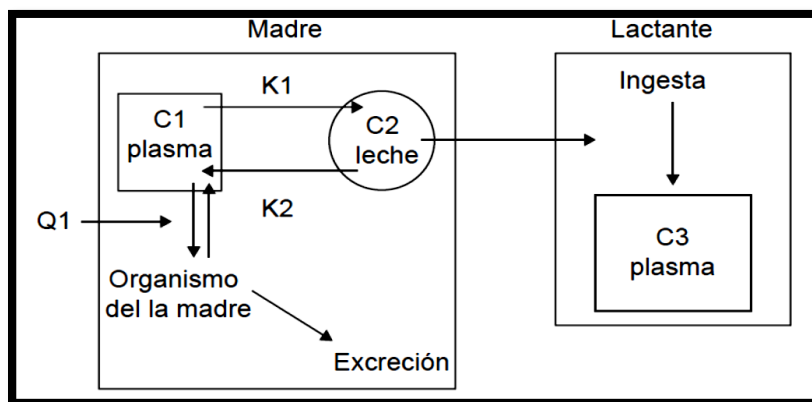 Madre
Lactante
K1
C1
plasma
C2
leche
K2
Q1
Organismo
del la madre
Excreción
Ingesta
C3
plasma